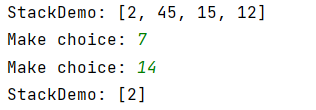 StackDemo: [2, 45, 15, 12]
Make choice: 7
Make choice: 14
StackDemo: [2]